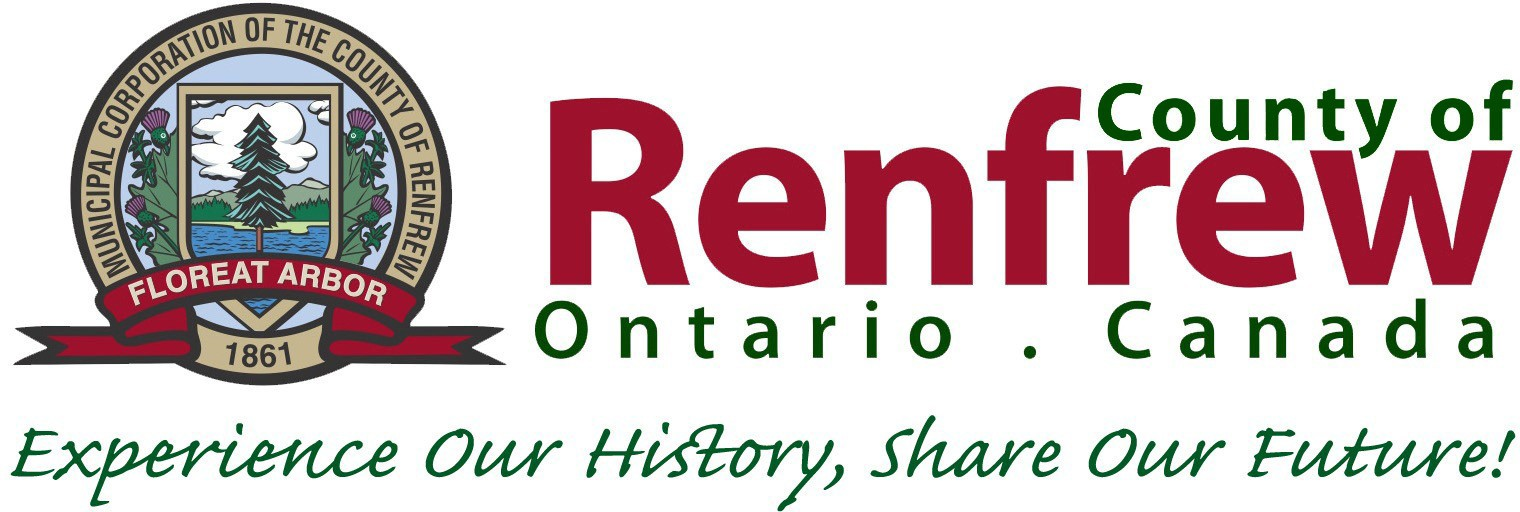 MUNICIPAL CORPORATION OF THE COUNTY OF RENFREW
FLOREAT ARBOR
1861
County of
Renfrew
Ontario . Canada
Experience Our History, Share Our Future!